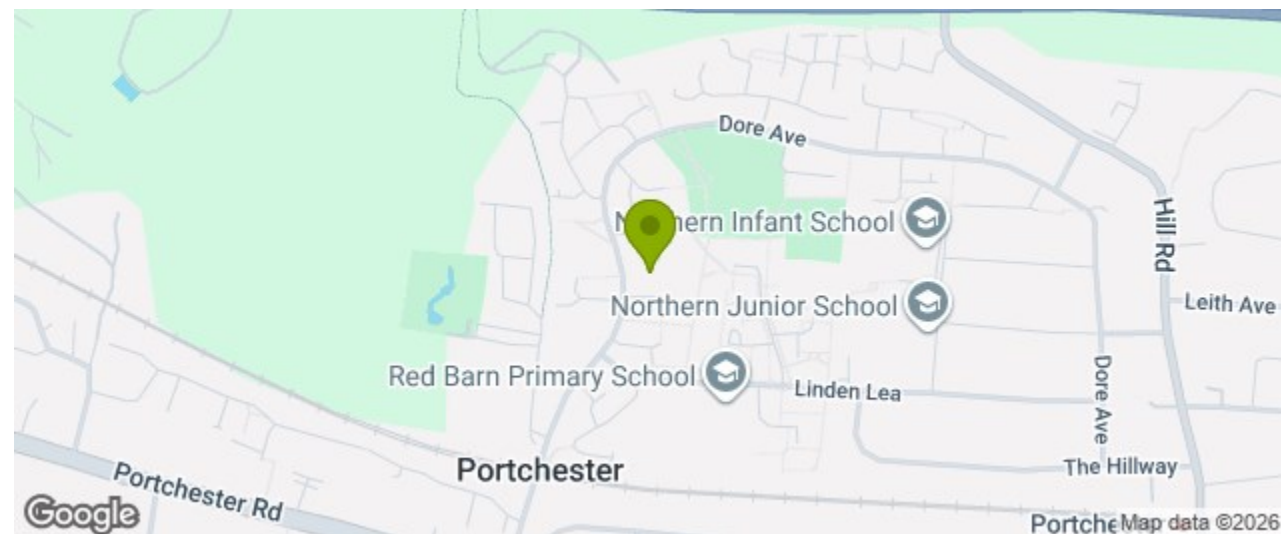 Dore Ave
Hill Rd
hern Infant School
Northern Junior School
Leith Ave
Red Barn Primary School
Linden Lea
Dore Ave
Portchester
The Hillway
Portchester Rd
Google
Map data ©2026